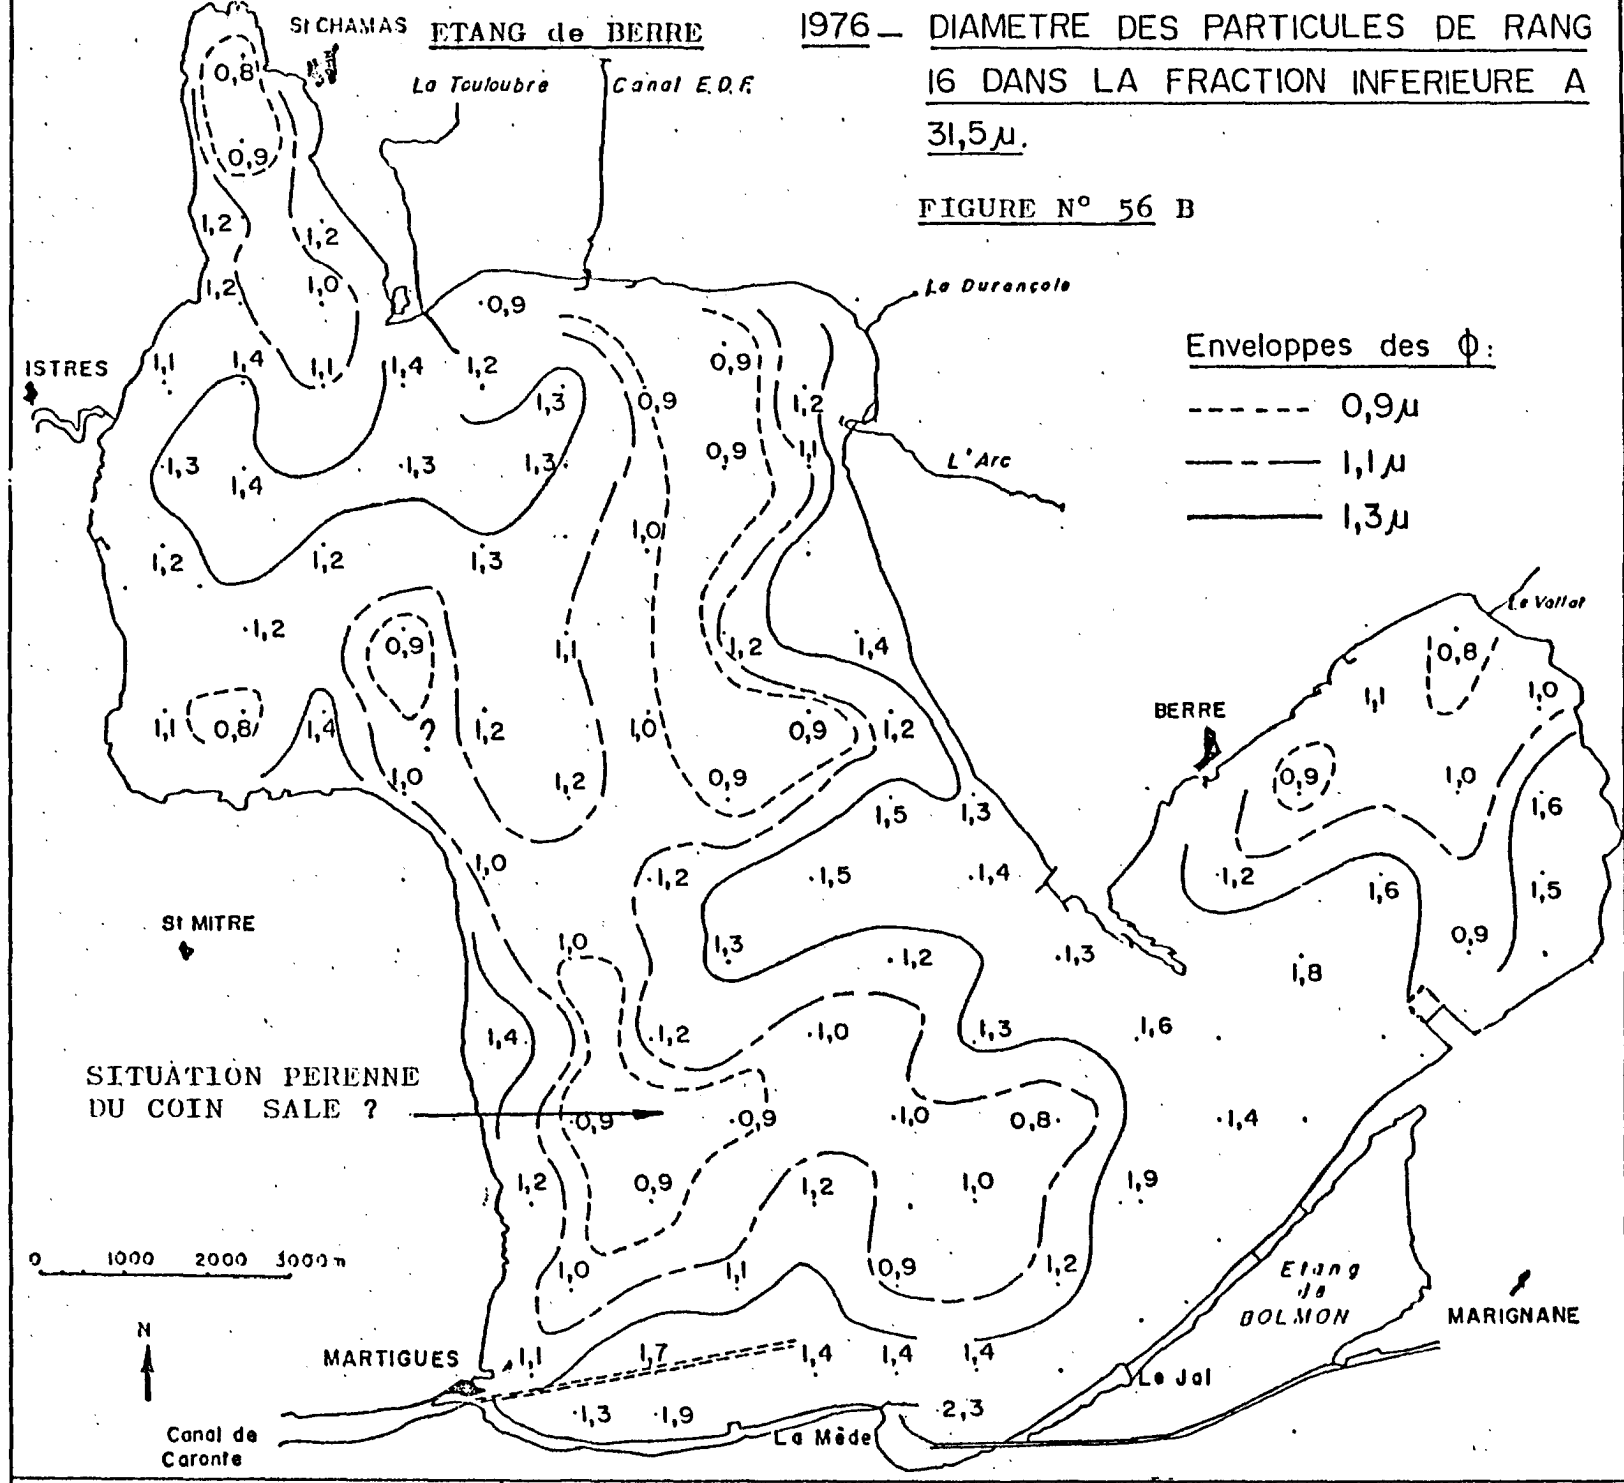 St CHAMAS
ETANG de BERRE
1976_ DIAMETRE DES PARTICULES DE RANG
16 DANS LA FRACTION INFERIEURE A
31,5µ.
FIGURE N° 56 B
La Touloubre
Canal E.D.F.
La Durançole
Enveloppes des ϕ:
0,9µ
1,1µ
1,3µ
ISTRES
L'Arc
Le Vallat
BERRE
St MITRE
SITUATION PERENNE
DU COIN SALE ?
0 1000 2000 3000m
N
MARTIGUES
Canal de
Caronte
La Mède
Le Jaï
Etang
de
BOLMON
MARIGNANE
0,8
0,9
1,2
1,2
1,2 1,0
0,9
1,1 1,4 1,1 1,4 1,2
0,9
1,3 0,9 1,2
1,3 1,4 1,3 1,3 0,9 1,1
1,0
1,2 1,2 1,3
1,2 0,9 1,1 1,2 1,4
0,8
1,1 1,0
1,1 0,8 1,4 ? 1,2 1,0 0,9 1,2
1,0 1,2 0,9 1,5 1,3
0,9 1,0 1,6
1,0 1,2 1,5 1,4
1,2 1,6 1,5
1,0 1,3 1,2 1,3 1,8 0,9
1,4 1,2 1,0 1,3 1,6
0,9 0,9 1,0 0,8 1,4
1,2 0,9 1,2 1,0 1,9
1,0 1,1 0,9 1,2
1,1 1,7 1,4 1,4 1,4
1,3 1,9 2,3